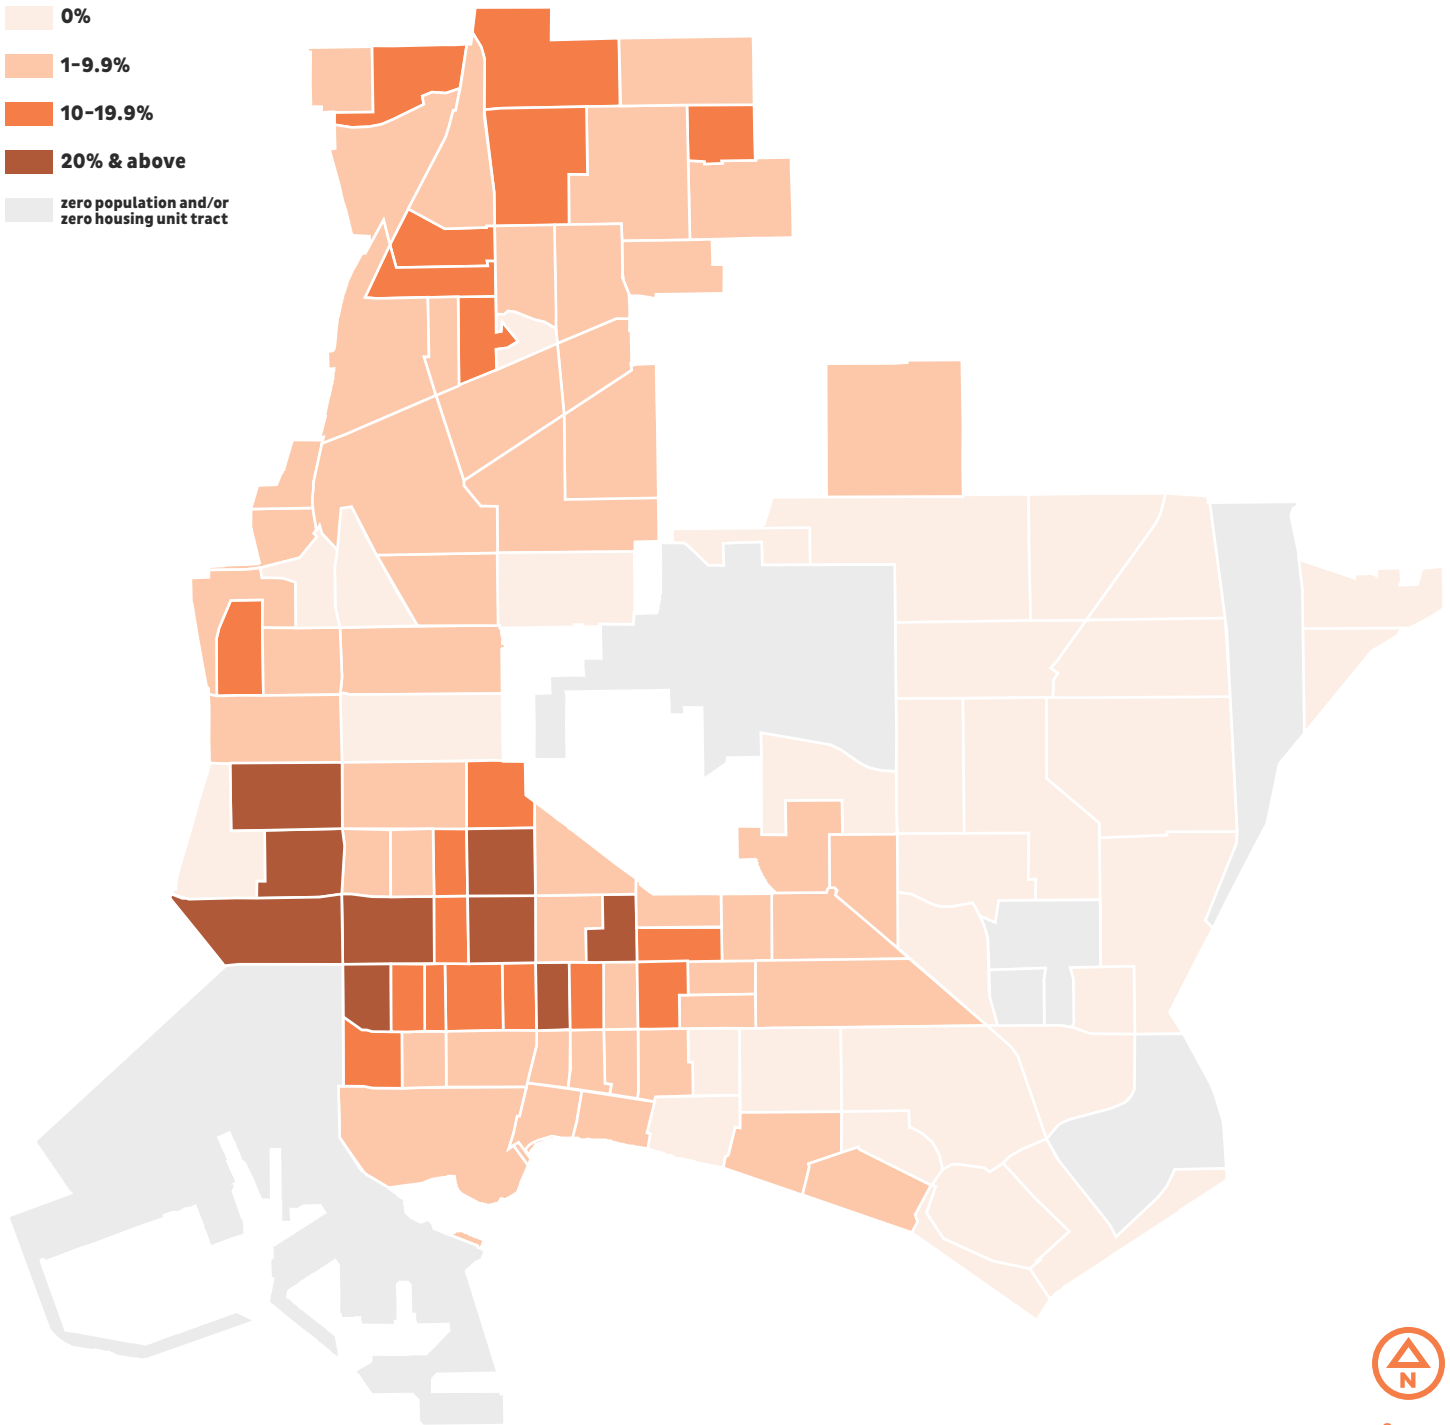 0%
1-9.9%
10-19.9%
20% & above
zero population and/or
zero housing unit tract
N